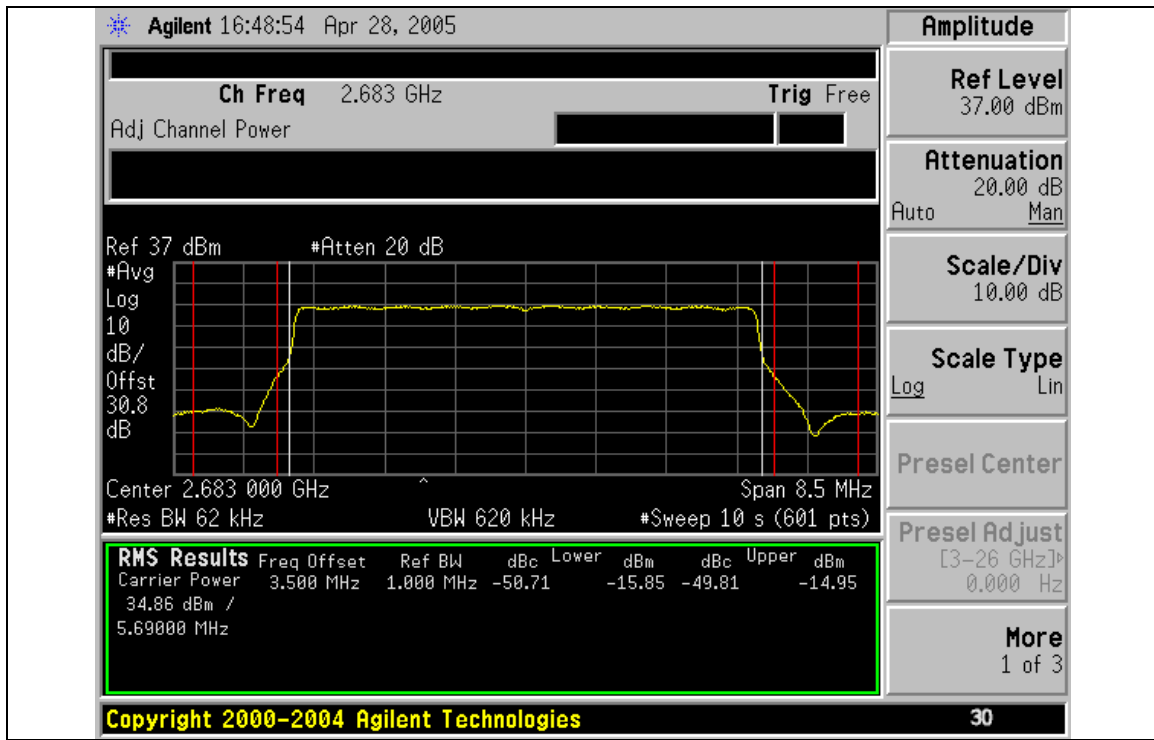 Agilent 16:48:54 Apr 28, 2005
Amplitude
Ch Freq 2.683 GHz Trig Free
Adj Channel Power
Ref Level
37.00 dBm
Attenuation
20.00 dB
Auto Man
Scale/Div
10.00 dB
Scale Type
Log Lin
Presel Center
Presel Adjust
[3-26 GHz]
0.000 Hz
More
1 of 3
Ref 37 dBm #Atten 20 dB
#Avg
Log
10
dB/
Offst
30.8
dB
Center 2.683 000 GHz ^ Span 8.5 MHz
#Res BW 62 kHz VBW 620 kHz #Sweep 10 s (601 pts)
RMS Results Freq Offset Ref BW dBc Lower dBm dBc Upper dBm
Carrier Power 3.500 MHz 1.000 MHz -50.71 -15.85 -49.81 -14.95
34.86 dBm /
5.69000 MHz
Copyright 2000-2004 Agilent Technologies
30